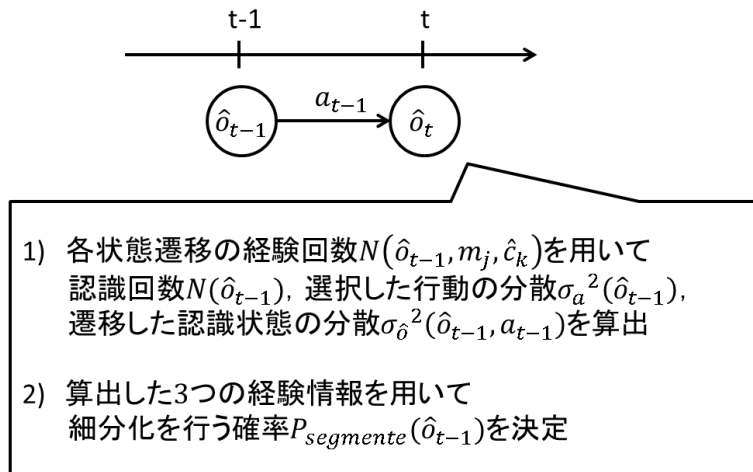 t-1 t
ô_{t-1} a_{t-1} ô_t
1) 各状態遷移の経験回数N(ô_{t-1}, m_j, ĉ_k)を用いて
認識回数N(ô_{t-1}), 選択した行動の分散σ_a²(ô_{t-1}),
遷移した認識状態の分散σ_ô²(ô_{t-1}, a_{t-1})を算出
2) 算出した3つの経験情報を用いて
細分化を行う確率P_{segmente}(ô_{t-1})を決定